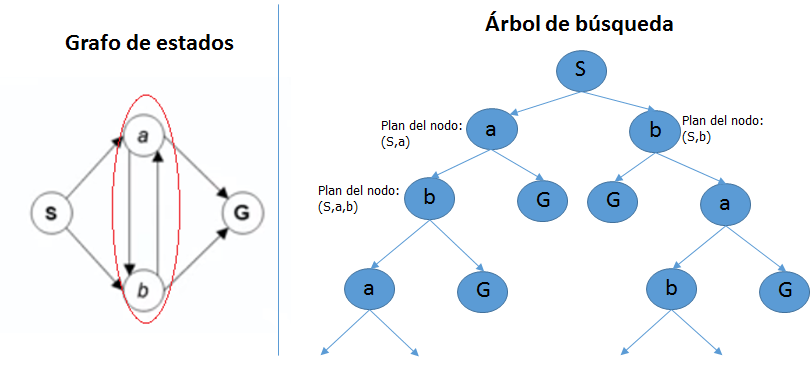 Grafo de estados
a
S
G
b
Árbol de búsqueda
S
Plan del nodo:
(S,a)
a
b
Plan del nodo:
(S,b)
Plan del nodo:
(S,a,b)
b
G
G
a
a
G
b
G